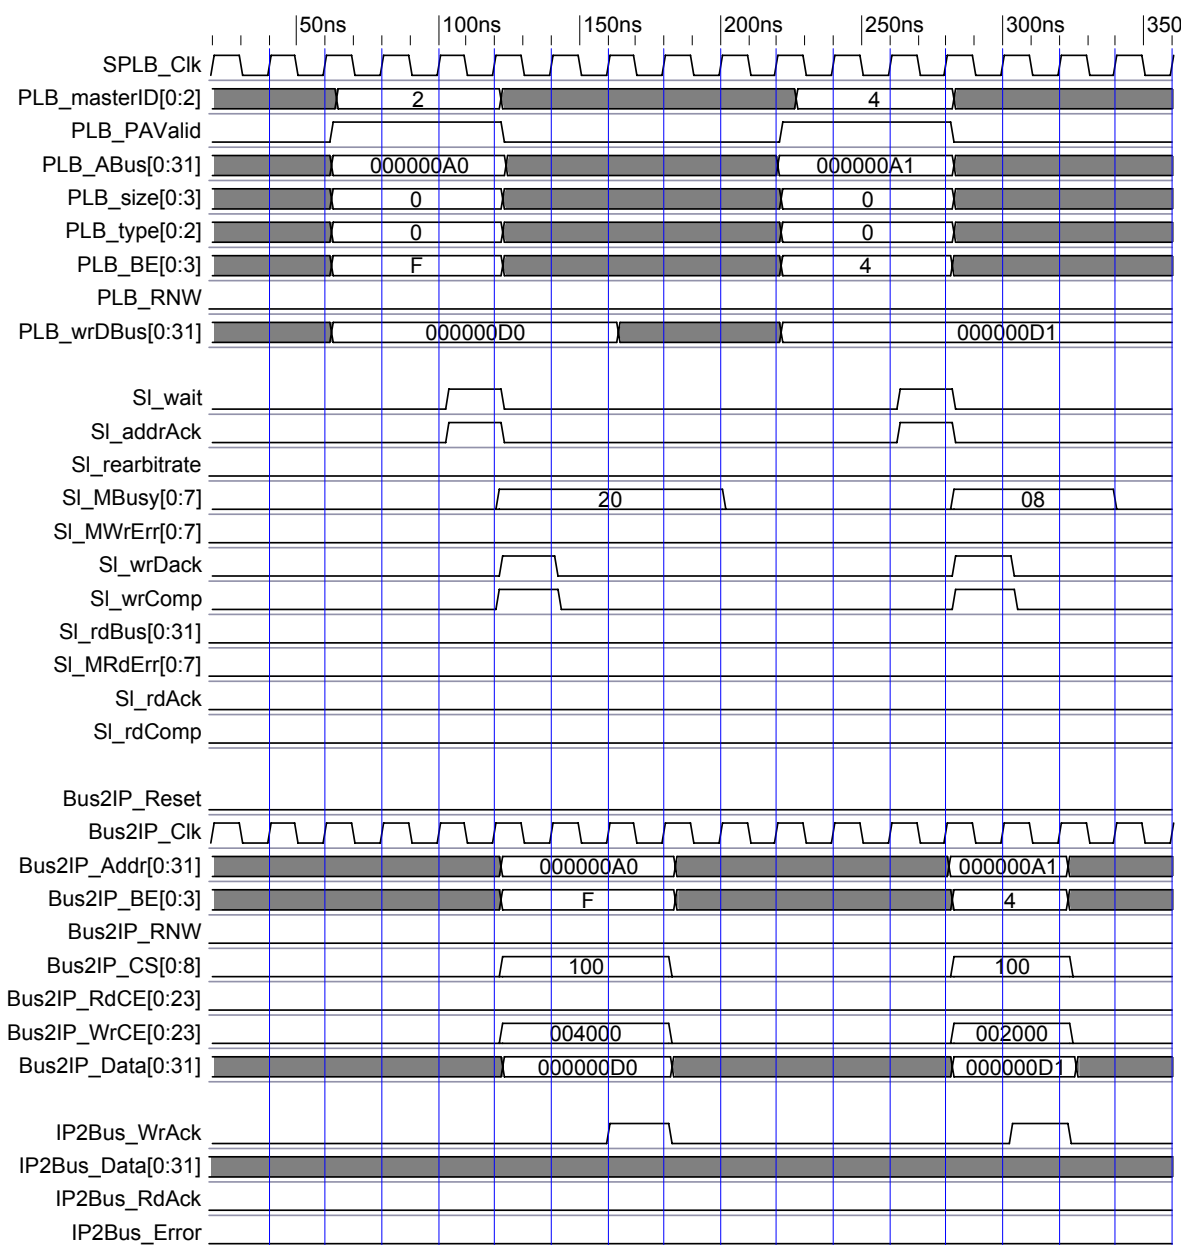 50ns 100ns 150ns 200ns 250ns 300ns 350
SPLB_Clk
PLB_masterID[0:2] 2 4
PLB_PAValid
PLB_ABus[0:31] 000000A0 000000A1
PLB_size[0:3] 0 0
PLB_type[0:2] 0 0
PLB_BE[0:3] F 4
PLB_RNW
PLB_wrDBus[0:31] 000000D0 000000D1
Sl_wait
Sl_addrAck
Sl_rearbitrate
Sl_MBusy[0:7] 20 08
Sl_MWrErr[0:7]
Sl_wrDack
Sl_wrComp
Sl_rdBus[0:31]
Sl_MRdErr[0:7]
Sl_rdAck
Sl_rdComp
Bus2IP_Reset
Bus2IP_Clk
Bus2IP_Addr[0:31] 000000A0 000000A1
Bus2IP_BE[0:3] F 4
Bus2IP_RNW
Bus2IP_CS[0:8] 100 100
Bus2IP_RdCE[0:23]
Bus2IP_WrCE[0:23] 004000 002000
Bus2IP_Data[0:31] 000000D0 000000D1
IP2Bus_WrAck
IP2Bus_Data[0:31]
IP2Bus_RdAck
IP2Bus_Error